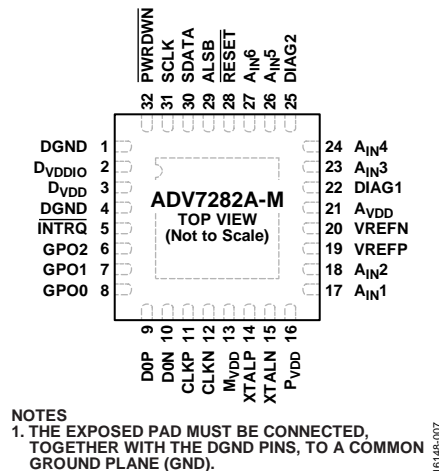 PWRDWN
SCLK
SDATA
ALSB
RESET
AIN6
AIN5
DIAG2
32 31 30 29 28 27 26 25
DGND 1
DVDDIO 2
DVDD 3
DGND 4
INTRQ 5
GPO2 6
GPO1 7
GPO0 8
ADV7282A-M
TOP VIEW
(Not to Scale)
24 AIN4
23 AIN3
22 DIAG1
21 AVDD
20 VREFN
19 VREFP
18 AIN2
17 AIN1
9 10 11 12 13 14 15 16
D0P
D0N
CLKP
CLKN
MVDD
XTALP
XTALN
PVDD
NOTES
1. THE EXPOSED PAD MUST BE CONNECTED,
TOGETHER WITH THE DGND PINS, TO A COMMON
GROUND PLANE (GND).